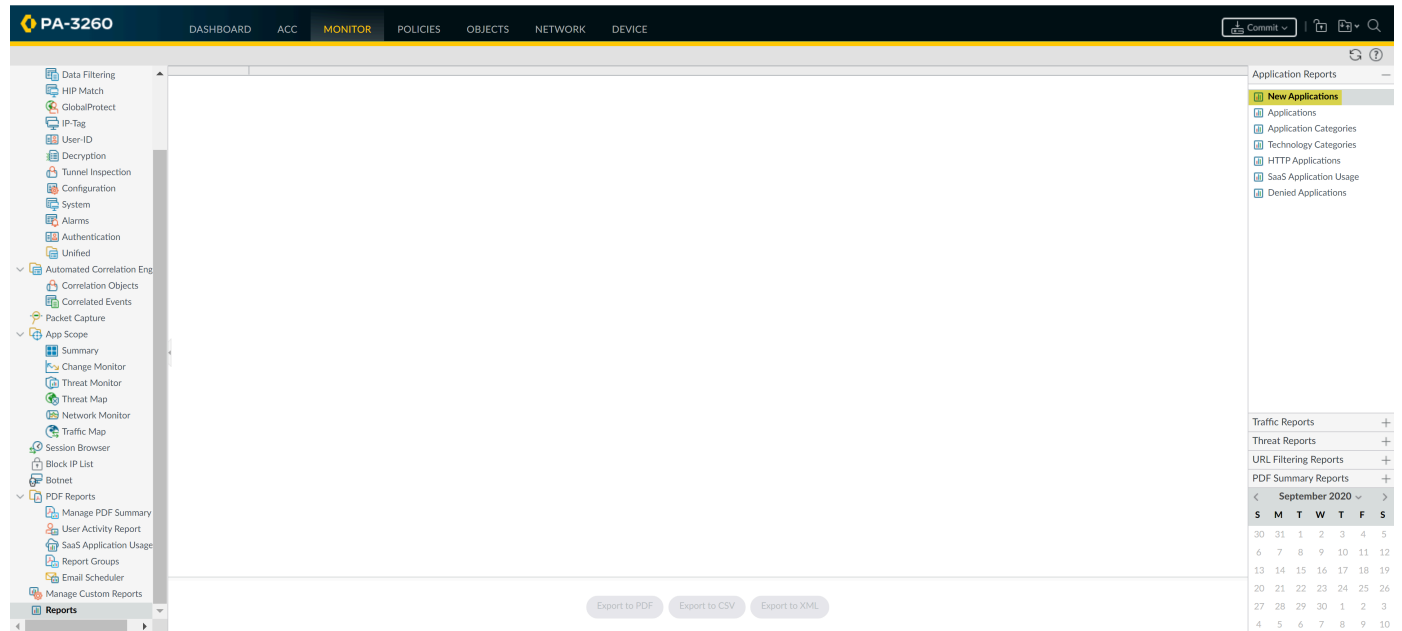 PA-3260
DASHBOARD ACC MONITOR POLICIES OBJECTS NETWORK DEVICE
Commit
Data Filtering
HIP Match
GlobalProtect
IP-Tag
User-ID
Decryption
Tunnel Inspection
Configuration
System
Alarms
Authentication
Unified
Automated Correlation Eng
Correlation Objects
Correlated Events
Packet Capture
App Scope
Summary
Change Monitor
Threat Monitor
Threat Map
Network Monitor
Traffic Map
Session Browser
Block IP List
Botnet
PDF Reports
Manage PDF Summary
User Activity Report
SaaS Application Usage
Report Groups
Email Scheduler
Manage Custom Reports
Reports
Export to PDF Export to CSV Export to XML
Application Reports
New Applications
Applications
Application Categories
Technology Categories
HTTP Applications
SaaS Application Usage
Denied Applications
Traffic Reports
Threat Reports
URL Filtering Reports
PDF Summary Reports
September 2020
S M T W T F S
30 31 1 2 3 4 5
6 7 8 9 10 11 12
13 14 15 16 17 18 19
20 21 22 23 24 25 26
27 28 29 30 1 2 3
4 5 6 7 8 9 10